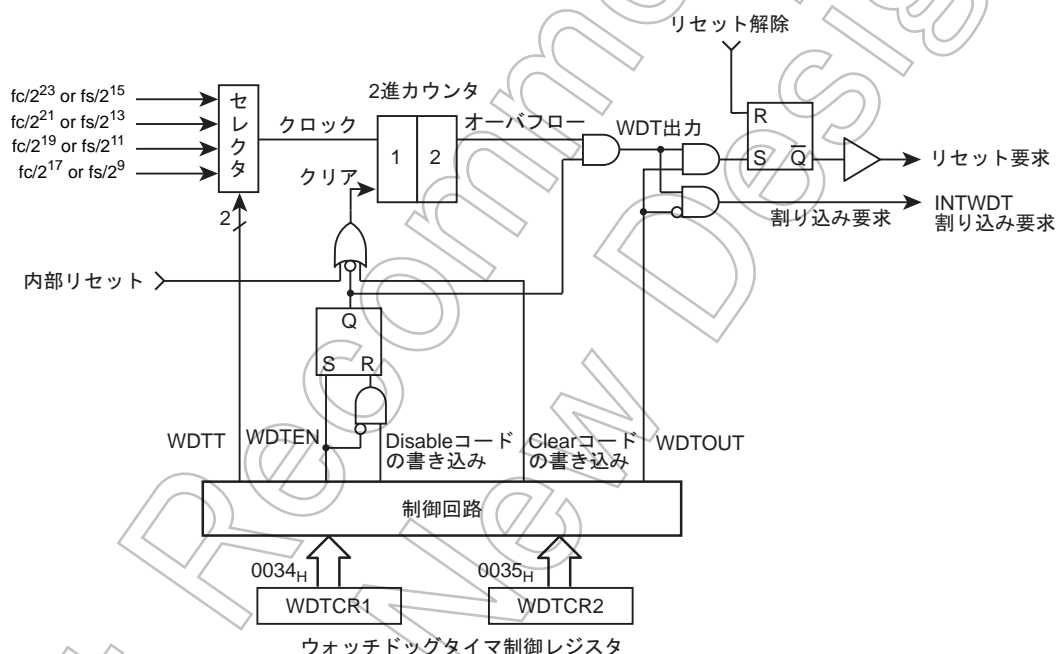 リセット解除
fc/2^23 or fs/2^15
fc/2^21 or fs/2^13
fc/2^19 or fs/2^11
fc/2^17 or fs/2^9
セレクタ
クロック
2進カウンタ
1
2
オーバフロー
クリア
WDT出力
R
S
Q̅
リセット要求
割り込み要求
INTWDT
割り込み要求
2
内部リセット
Q
S
R
WDTT
WDTEN
Disableコード
の書き込み
Clearコード
の書き込み
WDTOUT
制御回路
0034H
0035H
WDTCR1
WDTCR2
ウォッチドッグタイマ制御レジスタ
Recomme
New Desig